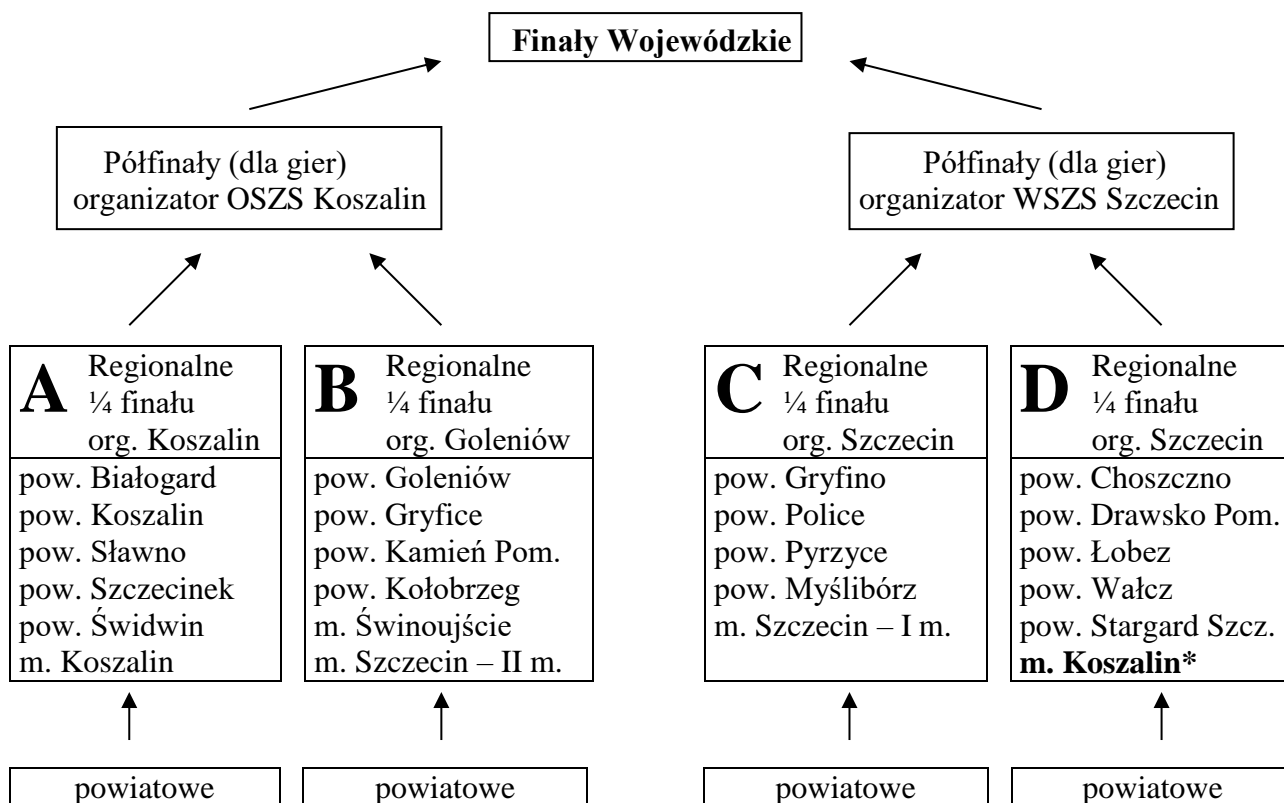 Finały Wojewódzkie
Półfinały (dla gier)
organizator OSZS Koszalin
Półfinały (dla gier)
organizator WSZS Szczecin
A Regionalne
¼ finału
org. Koszalin
pow. Białogard
pow. Koszalin
pow. Sławno
pow. Szczecinek
pow. Świdwin
m. Koszalin
B Regionalne
¼ finału
org. Goleniów
pow. Goleniów
pow. Gryfice
pow. Kamień Pom.
pow. Kołobrzeg
m. Świnoujście
m. Szczecin – II m.
C Regionalne
¼ finału
org. Szczecin
pow. Gryfino
pow. Police
pow. Pyrzyce
pow. Myślibórz
m. Szczecin – I m.
D Regionalne
¼ finału
org. Szczecin
pow. Choszczno
pow. Drawsko Pom.
pow. Łobez
pow. Wałcz
pow. Stargard Szcz.
m. Koszalin*
powiatowe
powiatowe
powiatowe
powiatowe